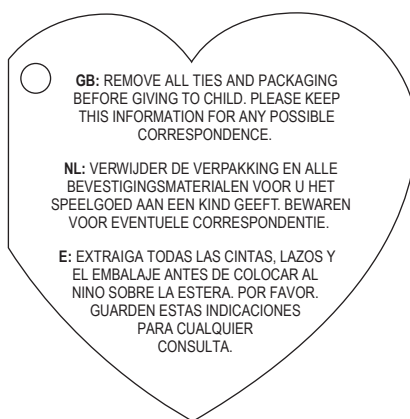 GB: REMOVE ALL TIES AND PACKAGING
BEFORE GIVING TO CHILD. PLEASE KEEP
THIS INFORMATION FOR ANY POSSIBLE
CORRESPONDENCE.
NL: VERWIJDER DE VERPAKKING EN ALLE
BEVESTIGINGSMATERIALEN VOOR U HET
SPEELGOED AAN EEN KIND GEEFT. BEWAREN
VOOR EVENTUELE CORRESPONDENTIE.
E: EXTRAIGA TODAS LAS CINTAS, LAZOS Y
EL EMBALAJE ANTES DE COLOCAR AL
NINO SOBRE LA ESTERA. POR FAVOR.
GUARDEN ESTAS INDICACIONES
PARA CUALQUIER
CONSULTA.